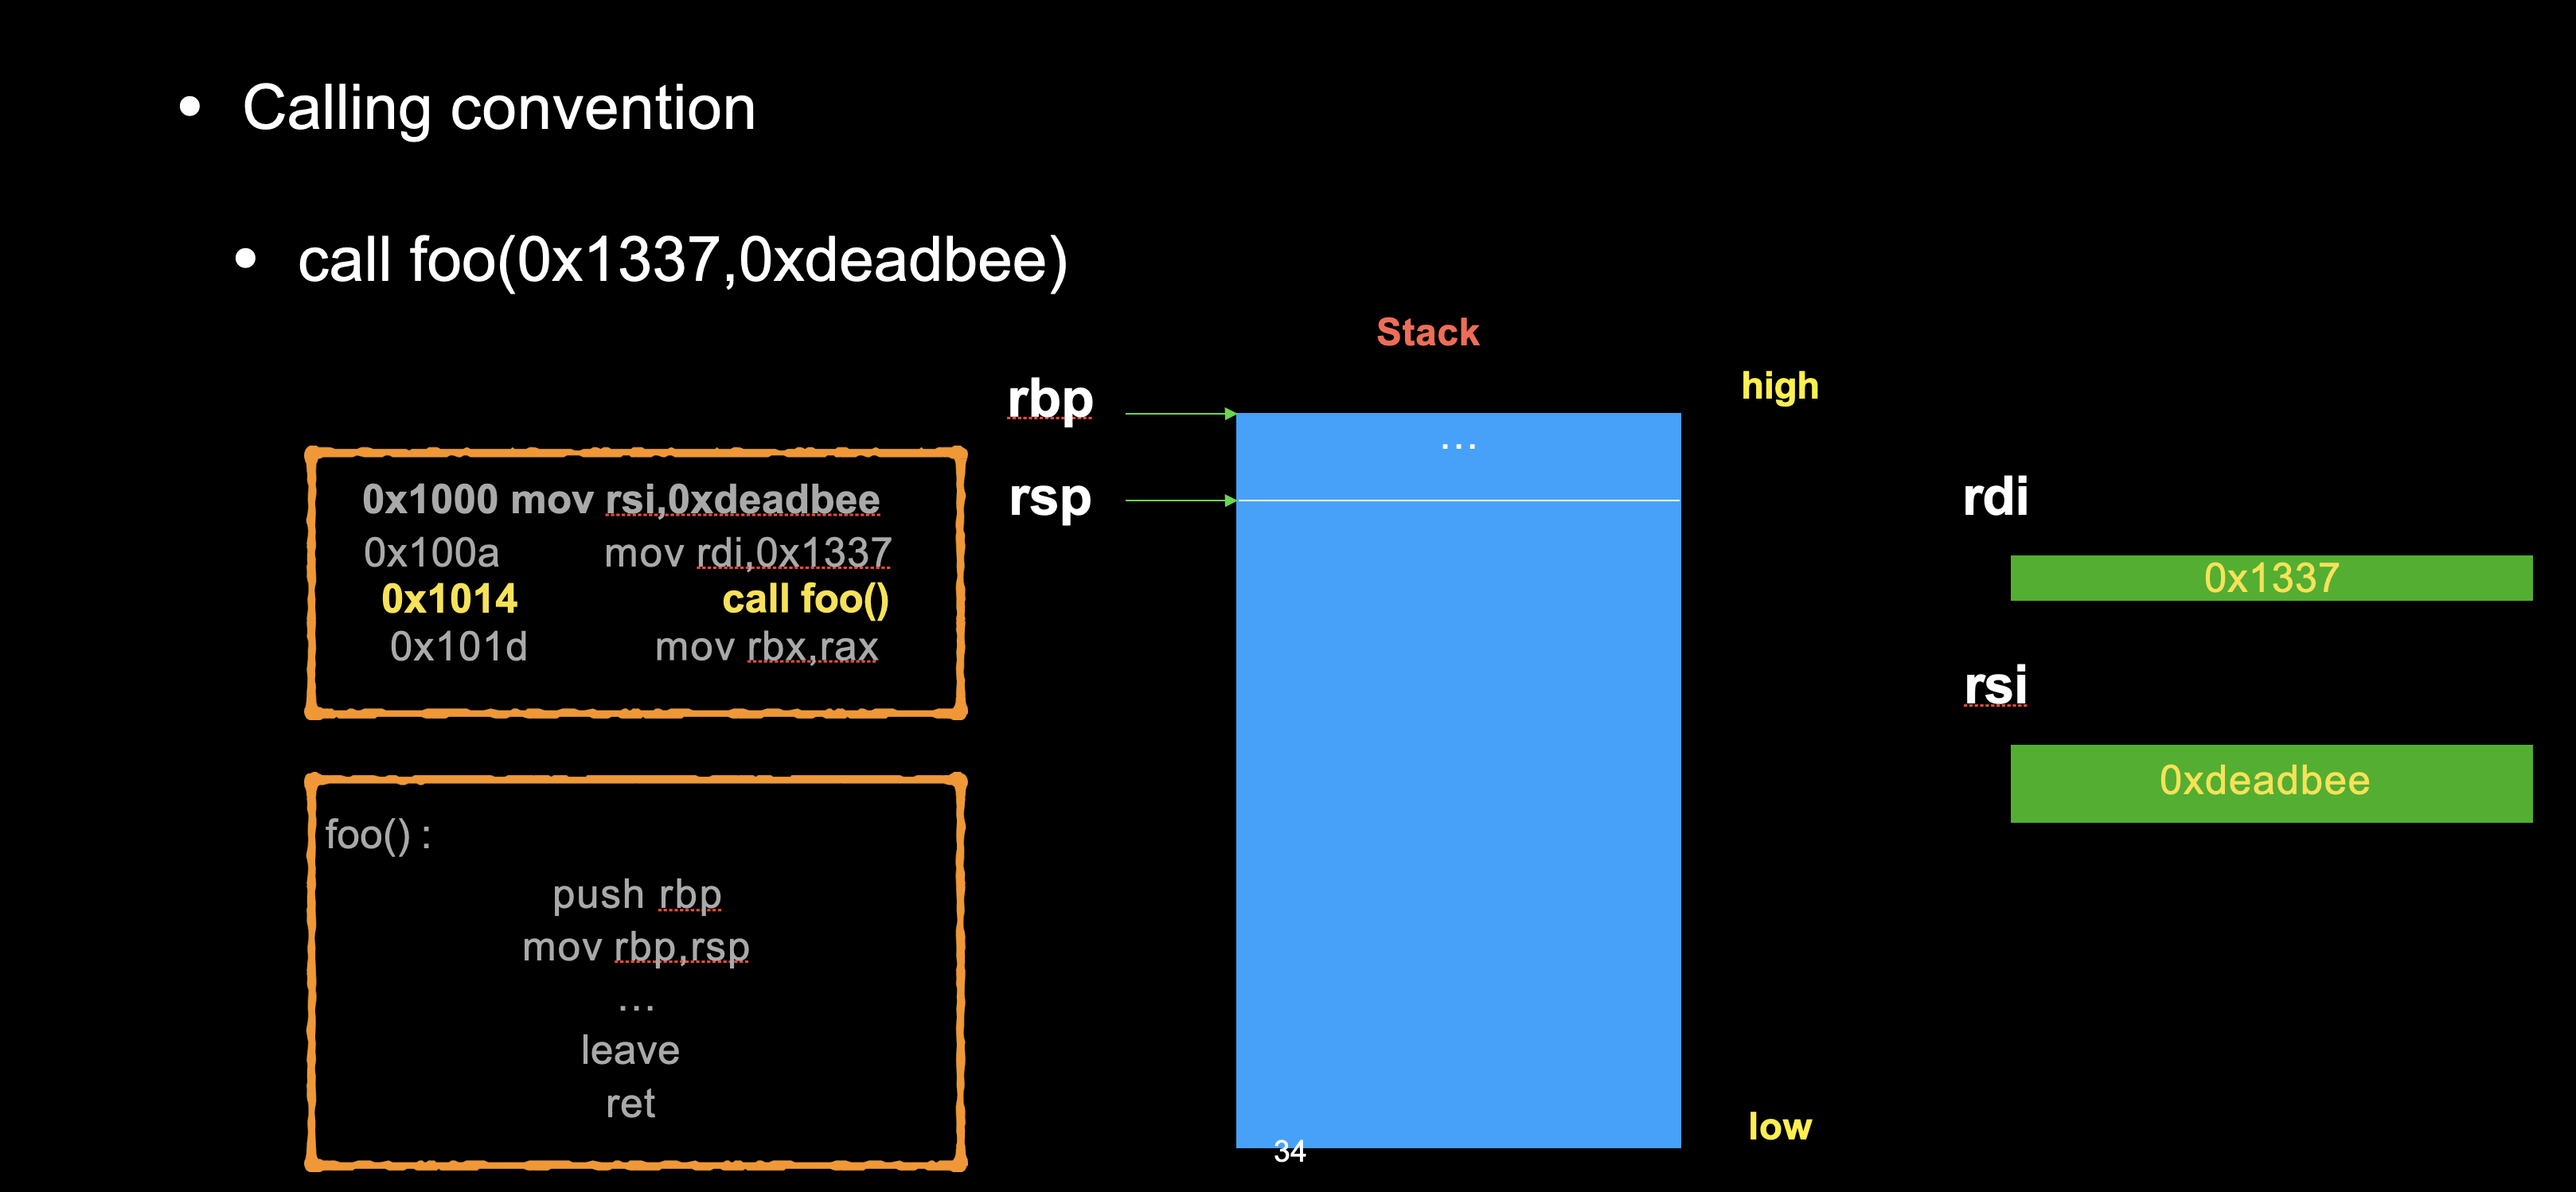 • Calling convention
• call foo(0x1337,0xdeadbee)
Stack
rbp
high
…
rsp
0x1000 mov rsi,0xdeadbee
0x100a mov rdi,0x1337
0x1014 call foo()
0x101d mov rbx,rax
rdi
0x1337
rsi
0xdeadbee
foo() :
push rbp
mov rbp,rsp
…
leave
ret
low
34